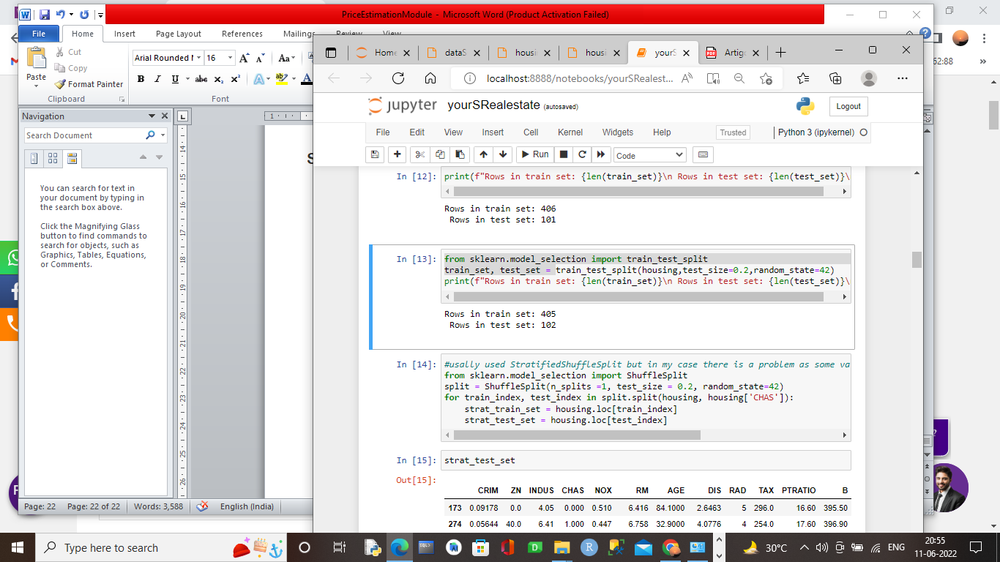 PriceEstimationModule - Microsoft Word (Product Activation Failed)
File Home Insert Page Layout References Mailings Review View
Paste
Cut
Copy
Format Painter
Clipboard
Arial Rounded 16
Font
Navigation
Search Document
You can search for text in
your document by typing in
the search box above.
Click the Magnifying Glass
button to find commands to
search for objects, such as
Graphics, Tables, Equations,
or Comments.
Page: 22 Page: 22 of 22 Words: 3,588 English (India)
62:88
Home dataS housi housi yourS Artig
localhost:8888/notebooks/yourSRealest...
jupyter yourSRealestate (autosaved)
Logout
File Edit View Insert Cell Kernel Widgets Help
Trusted Python 3 (ipykernel)
Run Code
In [12]: print(f"Rows in train set: {len(train_set)}\n Rows in test set: {len(test_set)}\
Rows in train set: 406
Rows in test set: 101
In [13]: from sklearn.model_selection import train_test_split
train_set, test_set = train_test_split(housing,test_size=0.2,random_state=42)
print(f"Rows in train set: {len(train_set)}\n Rows in test set: {len(test_set)}\
Rows in train set: 405
Rows in test set: 102
In [14]: #usally used StratifiedShuffleSplit but in my case there is a problem as some va
from sklearn.model_selection import ShuffleSplit
split = ShuffleSplit(n_splits =1, test_size = 0.2, random_state=42)
for train_index, test_index in split.split(housing, housing['CHAS']):
strat_train_set = housing.loc[train_index]
strat_test_set = housing.loc[test_index]
In [15]: strat_test_set
Out[15]:
CRIM ZN INDUS CHAS NOX RM AGE DIS RAD TAX PTRATIO B
173 0.09178 0.0 4.05 0.000 0.510 6.416 84.1000 2.6463 5 296.0 16.60 395.50
274 0.05644 40.0 6.41 1.000 0.447 6.758 32.9000 4.0776 4 254.0 17.60 396.90
Type here to search
30°C ENG
20:55
11-06-2022